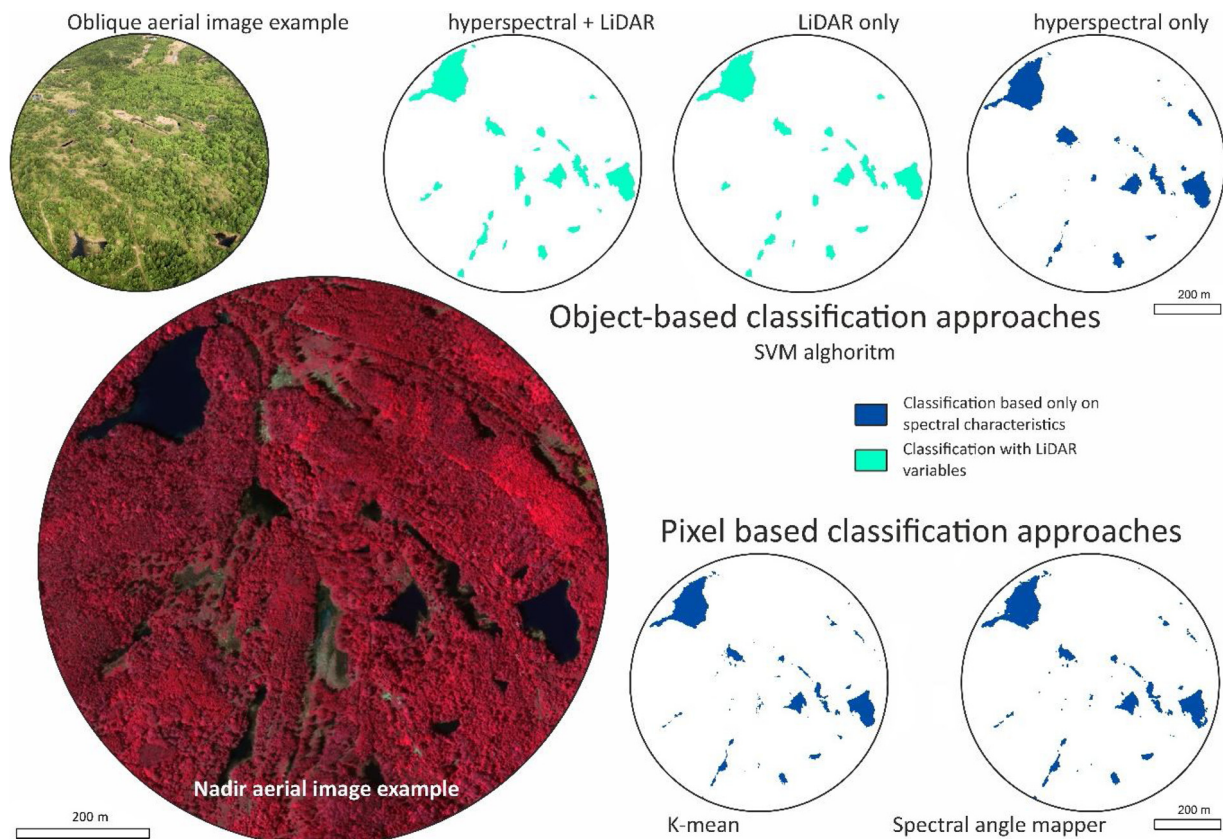 Oblique aerial image example
hyperspectral + LiDAR
LiDAR only
hyperspectral only
200 m
Object-based classification approaches
SVM alghoritm
Classification based only on
spectral characteristics
Classification with LiDAR
variables
Pixel based classification approaches
Nadir aerial image example
200 m
K-mean
Spectral angle mapper
200 m